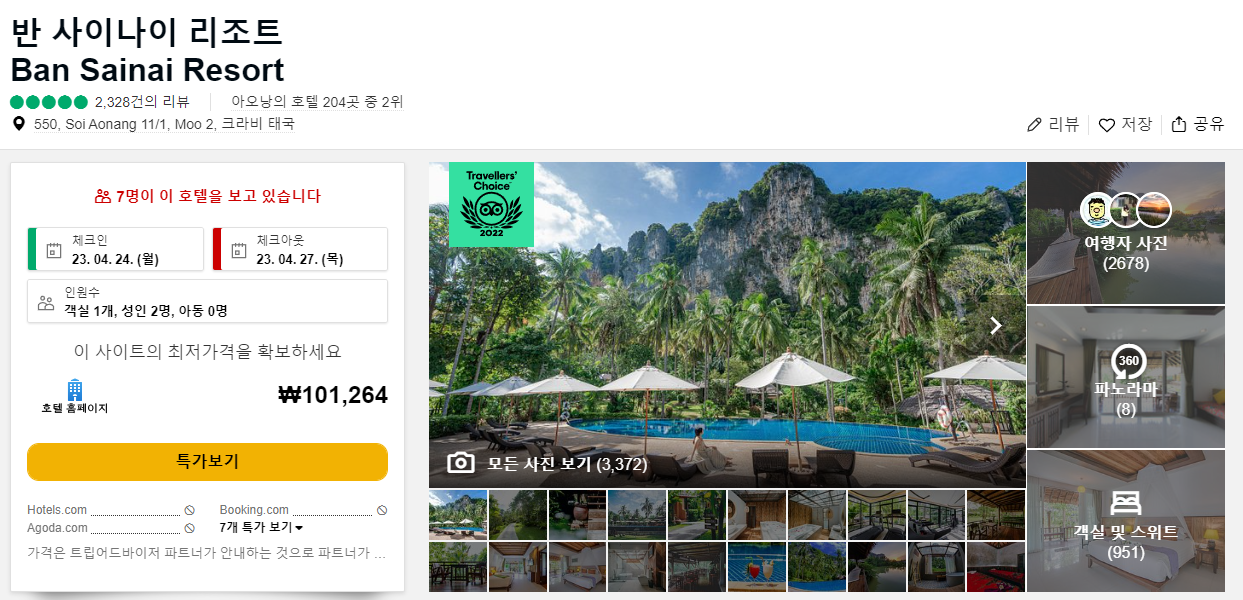 반 사이나이 리조트
Ban Sainai Resort
2,328건의 리뷰
아오낭의 호텔 204곳 중 2위
550, Soi Aonang 11/1, Moo 2, 크라비 태국
리뷰
저장
공유
7명이 이 호텔을 보고 있습니다
체크인
23. 04. 24. (월)
체크아웃
23. 04. 27. (목)
인원수
객실 1개, 성인 2명, 아동 0명
이 사이트의 최저가격을 확보하세요
호텔 홈페이지
₩101,264
특가보기
Hotels.com
Booking.com
Agoda.com
7개 특가 보기
가격은 트립어드바이저 파트너가 안내하는 것으로 파트너가 ...
Travellers'
Choice
2022
모든 사진 보기 (3,372)
여행자 사진
(2678)
360
파노라마
(8)
객실 및 스위트
(951)